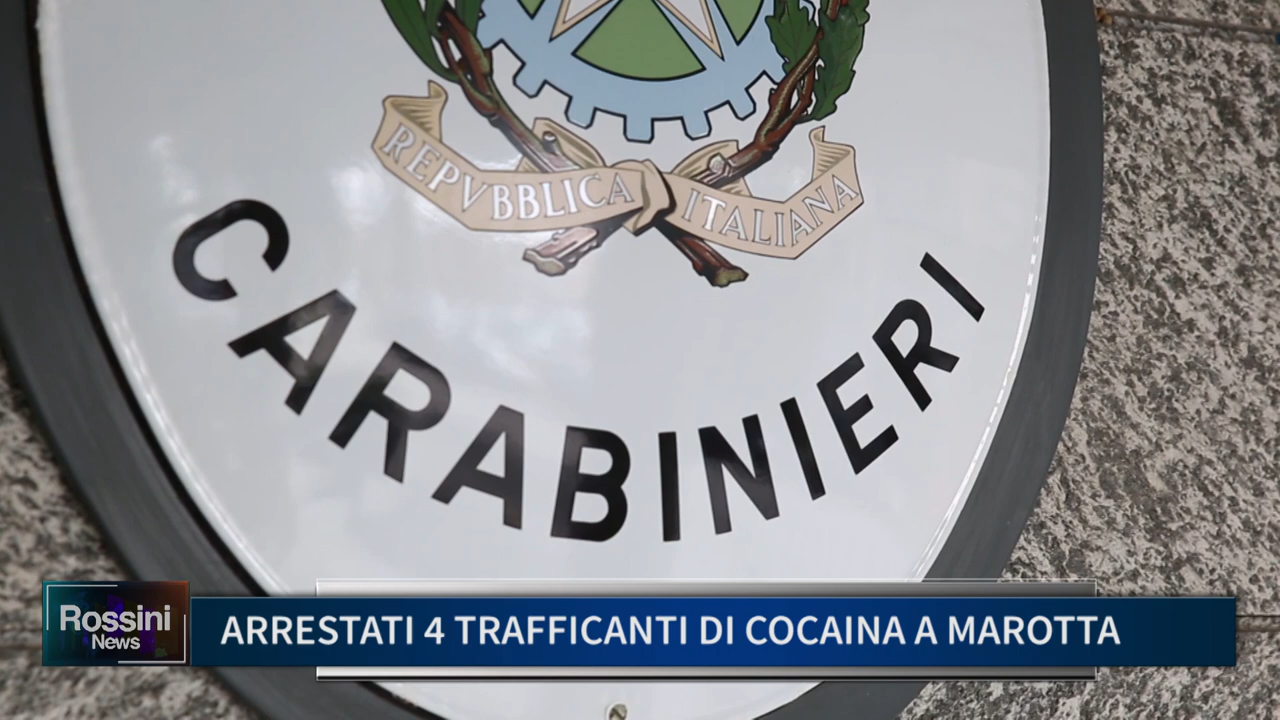 REPVBBLICA ITALIANA
CARABINIERI
Rossini
News
ARRESTATI 4 TRAFFICANTI DI COCAINA A MAROTTA